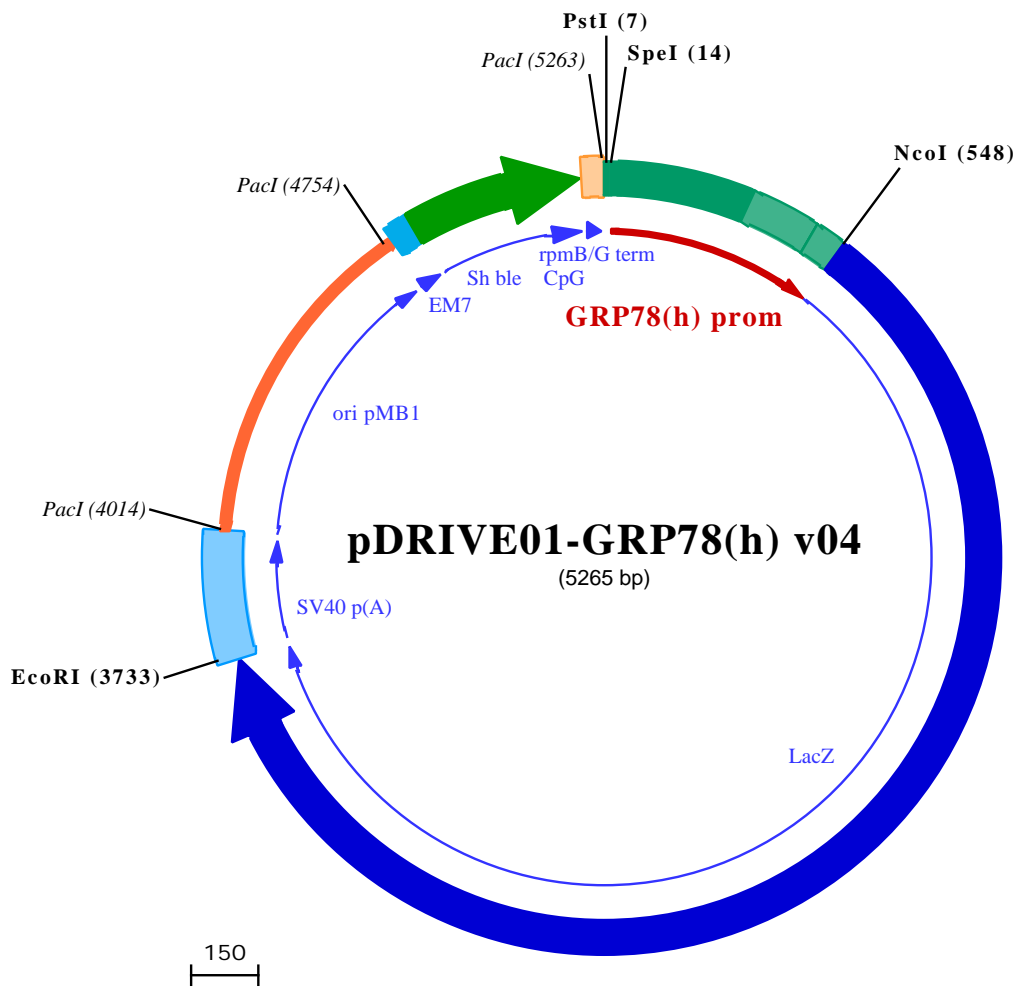 PstI (7)
PacI (5263)
SpeI (14)
NcoI (548)
PacI (4754)
rpmB/G term
Sh ble
CpG
EM7
GRP78(h) prom
ori pMB1
PacI (4014)
pDRIVE01-GRP78(h) v04
(5265 bp)
SV40 p(A)
EcoRI (3733)
LacZ
150